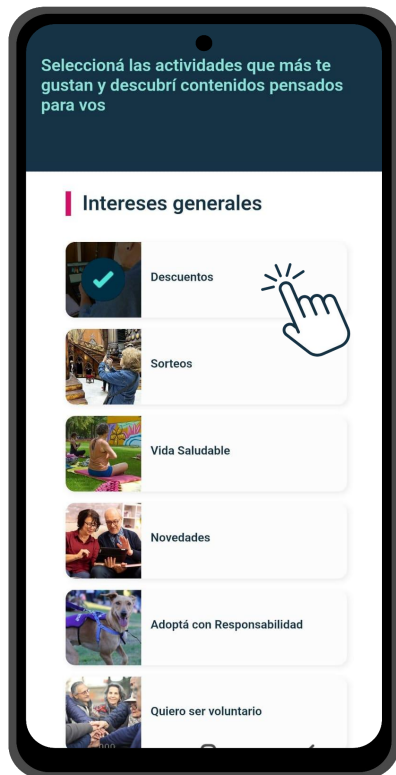 Seleccioná las actividades que más te
gustan y descubrí contenidos pensados
para vos
Intereses generales
Descuentos
Sorteos
Vida Saludable
Novedades
Adoptá con Responsabilidad
Quiero ser voluntario